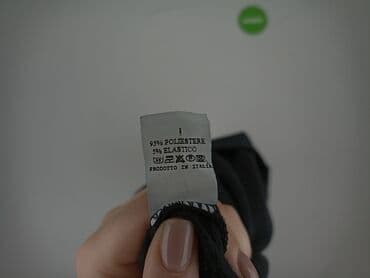 I
95% POLIESTERE
5% ELASTICO
PRODOTTO IN ITALIA